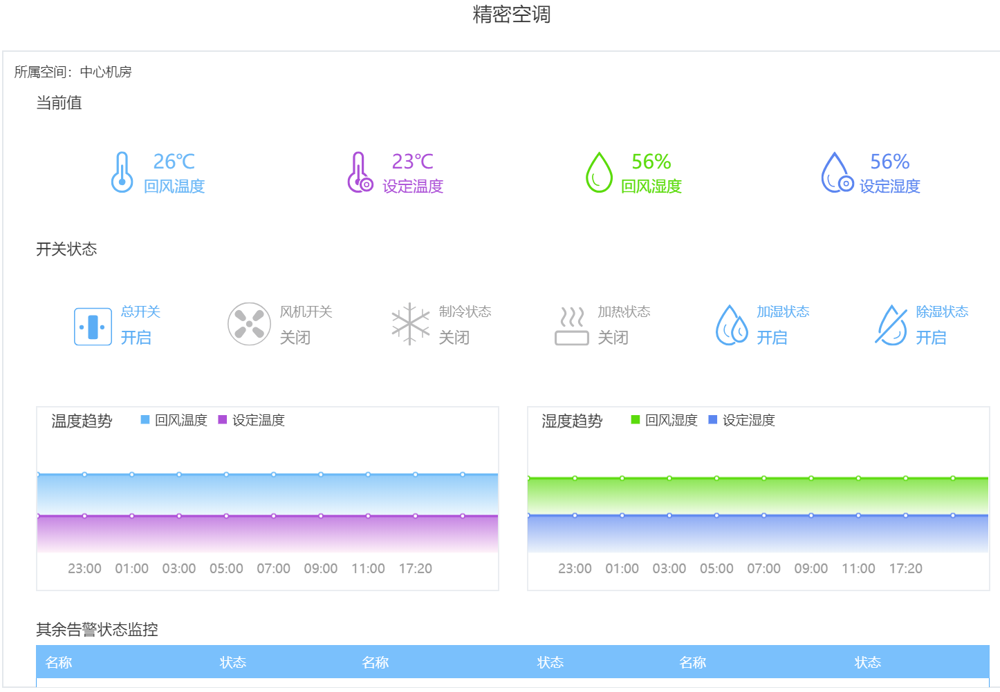 精密空调
所属空间：中心机房
当前值
26℃ 23℃ 56% 56%
回风温度 设定温度 回风湿度 设定湿度
开关状态
总开关 风机开关 制冷状态 加热状态 加湿状态 除湿状态
开启 关闭 关闭 关闭 开启 开启
温度趋势 回风温度 设定温度
23:00 01:00 03:00 05:00 07:00 09:00 11:00 17:20
湿度趋势 回风湿度 设定湿度
23:00 01:00 03:00 05:00 07:00 09:00 11:00 17:20
其余告警状态监控
名称 状态 名称 状态 名称 状态